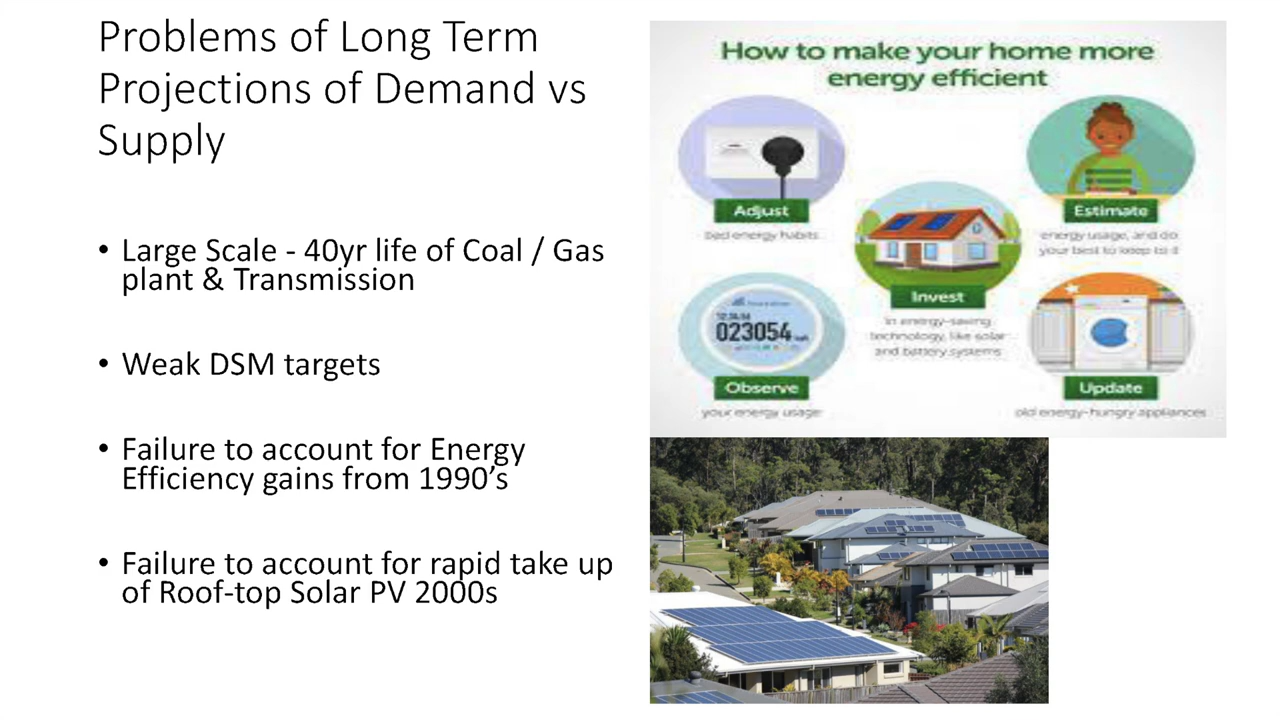 Problems of Long Term
Projections of Demand vs
Supply
• Large Scale - 40yr life of Coal / Gas
plant & Transmission
• Weak DSM targets
• Failure to account for Energy
Efficiency gains from 1990’s
• Failure to account for rapid take up
of Roof-top Solar PV 2000s
How to make your home more
energy efficient
Adjust
bad energy habits
Estimate
energy usage, and do
your best to keep to it
Invest
in energy-saving
technology, like solar
and battery systems
023054
Observe
your energy usage
Update
old energy-hungry appliances